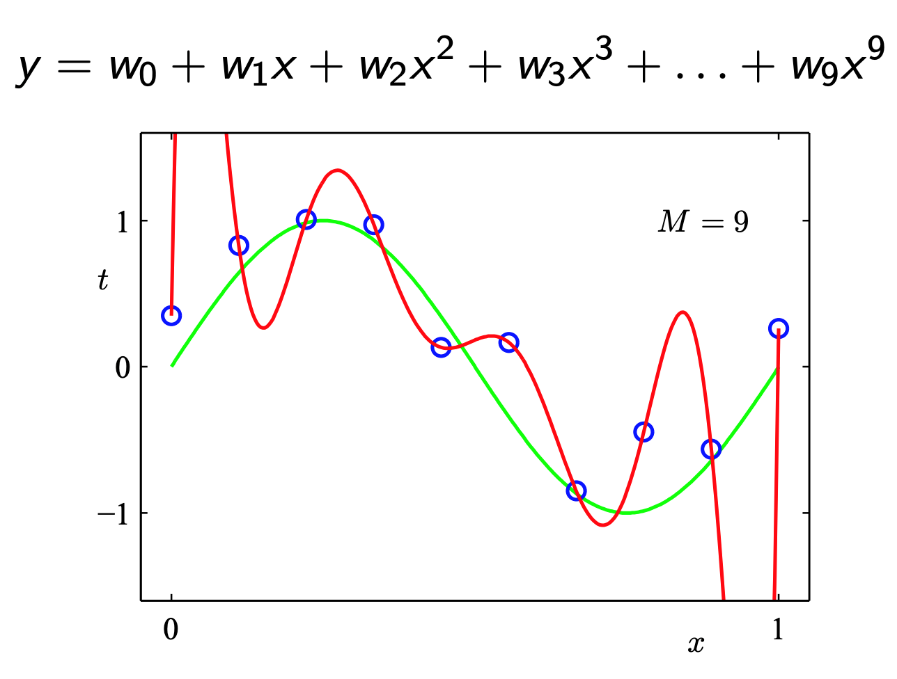 y = w₀ + w₁x + w₂x² + w₃x³ + … + w₉x⁹
M = 9
1
t
0
−1
0
x
1